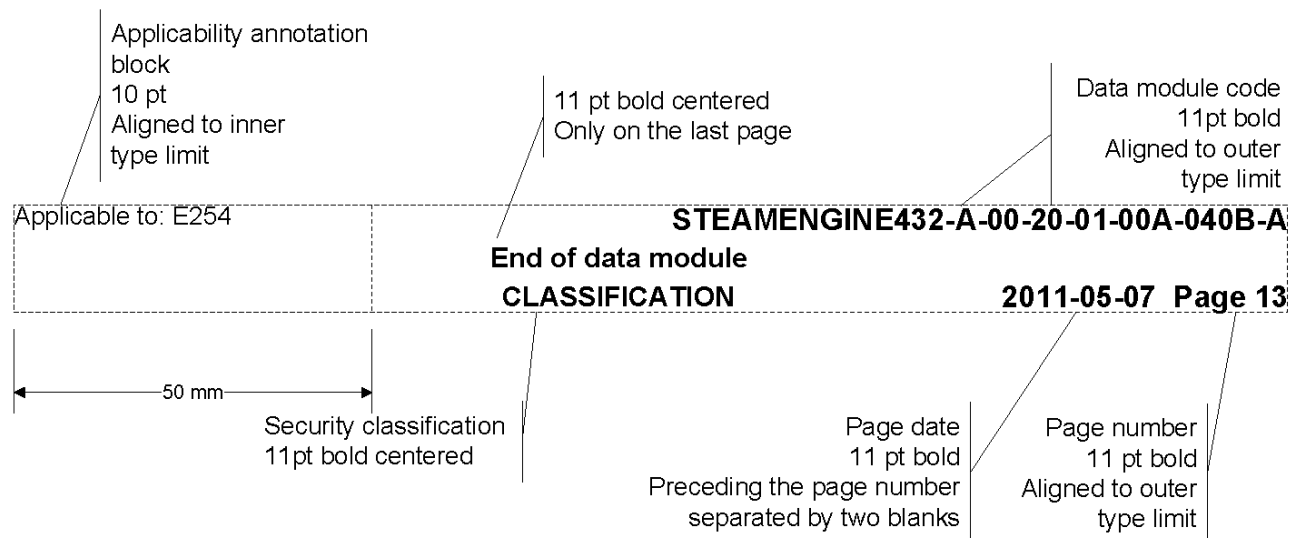 Applicability annotation
block
10 pt
Aligned to inner
type limit
11 pt bold centered
Only on the last page
Data module code
11pt bold
Aligned to outer
type limit
Applicable to: E254
STEAMENGINE432-A-00-20-01-00A-040B-A
End of data module
CLASSIFICATION
2011-05-07  Page 13
50 mm
Security classification
11pt bold centered
Page date
11 pt bold
Preceding the page number
separated by two blanks
Page number
11 pt bold
Aligned to outer
type limit